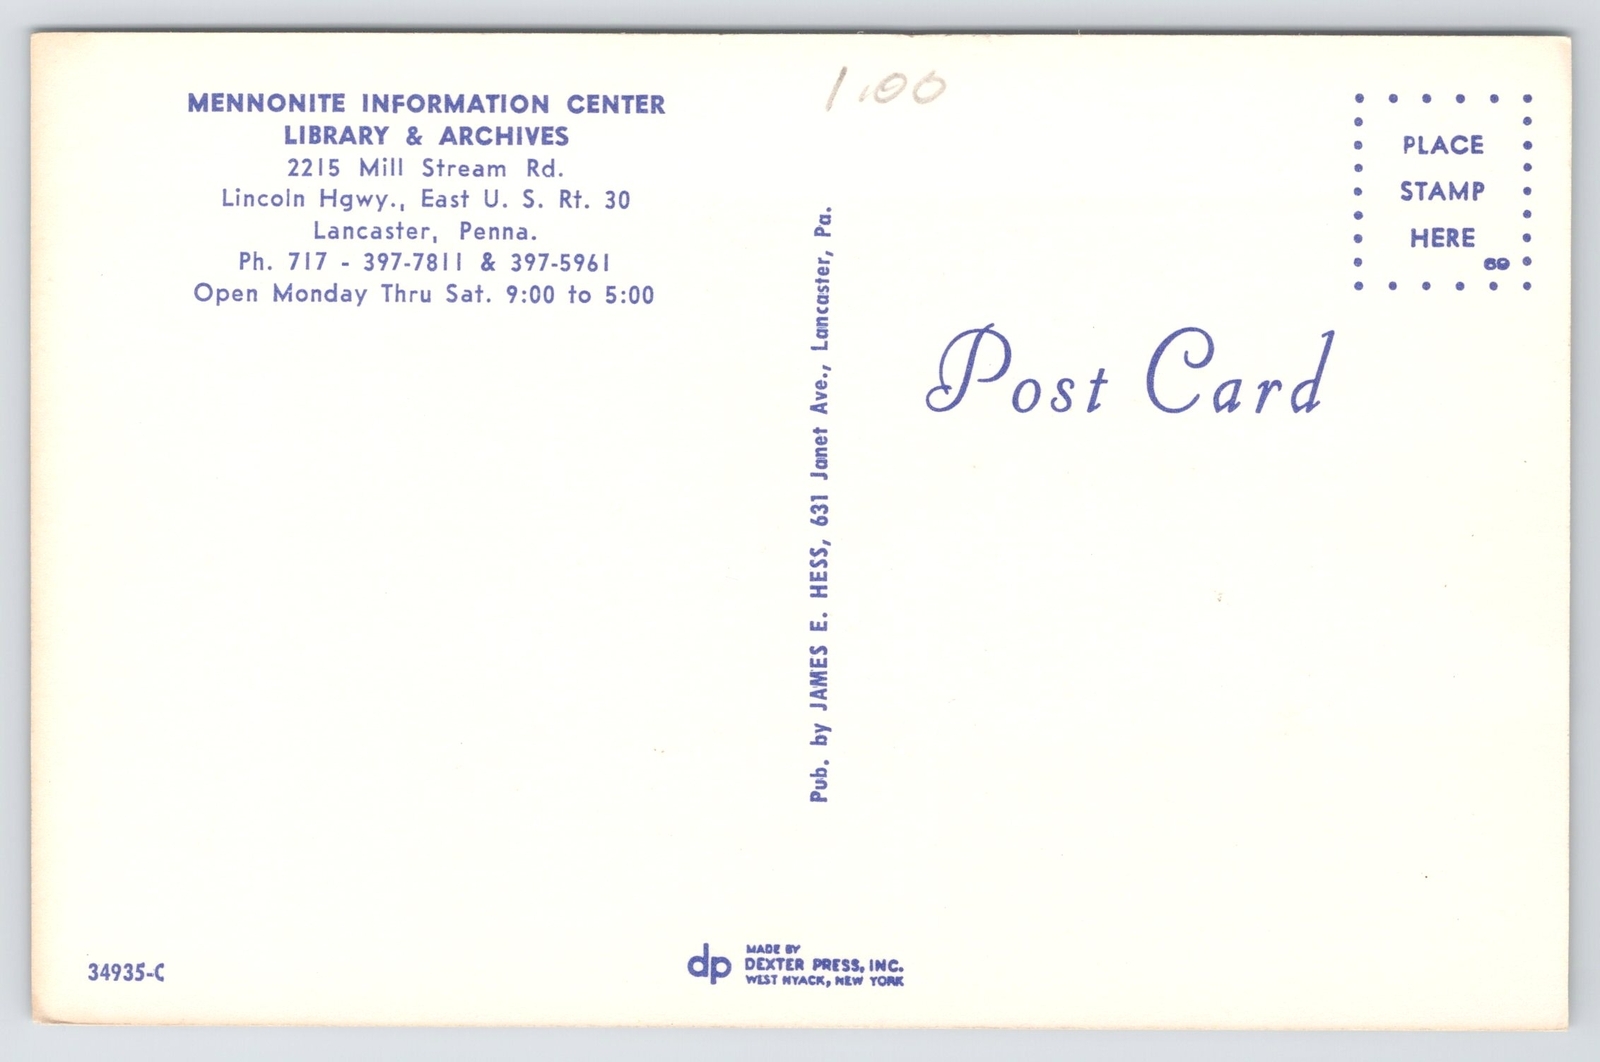 MENNONITE INFORMATION CENTER
LIBRARY & ARCHIVES
2215 Mill Stream Rd.
Lincoln Hgwy., East U. S. Rt. 30
Lancaster, Penna.
Ph. 717 - 397-7811 & 397-5961
Open Monday Thru Sat. 9:00 to 5:00
1.00
PLACE
STAMP
HERE
69
Post Card
Pub. by JAMES E. HESS, 631 Janet Ave., Lancaster, Pa.
34935-C
dp
MADE BY
DEXTER PRESS, INC.
WEST NYACK, NEW YORK